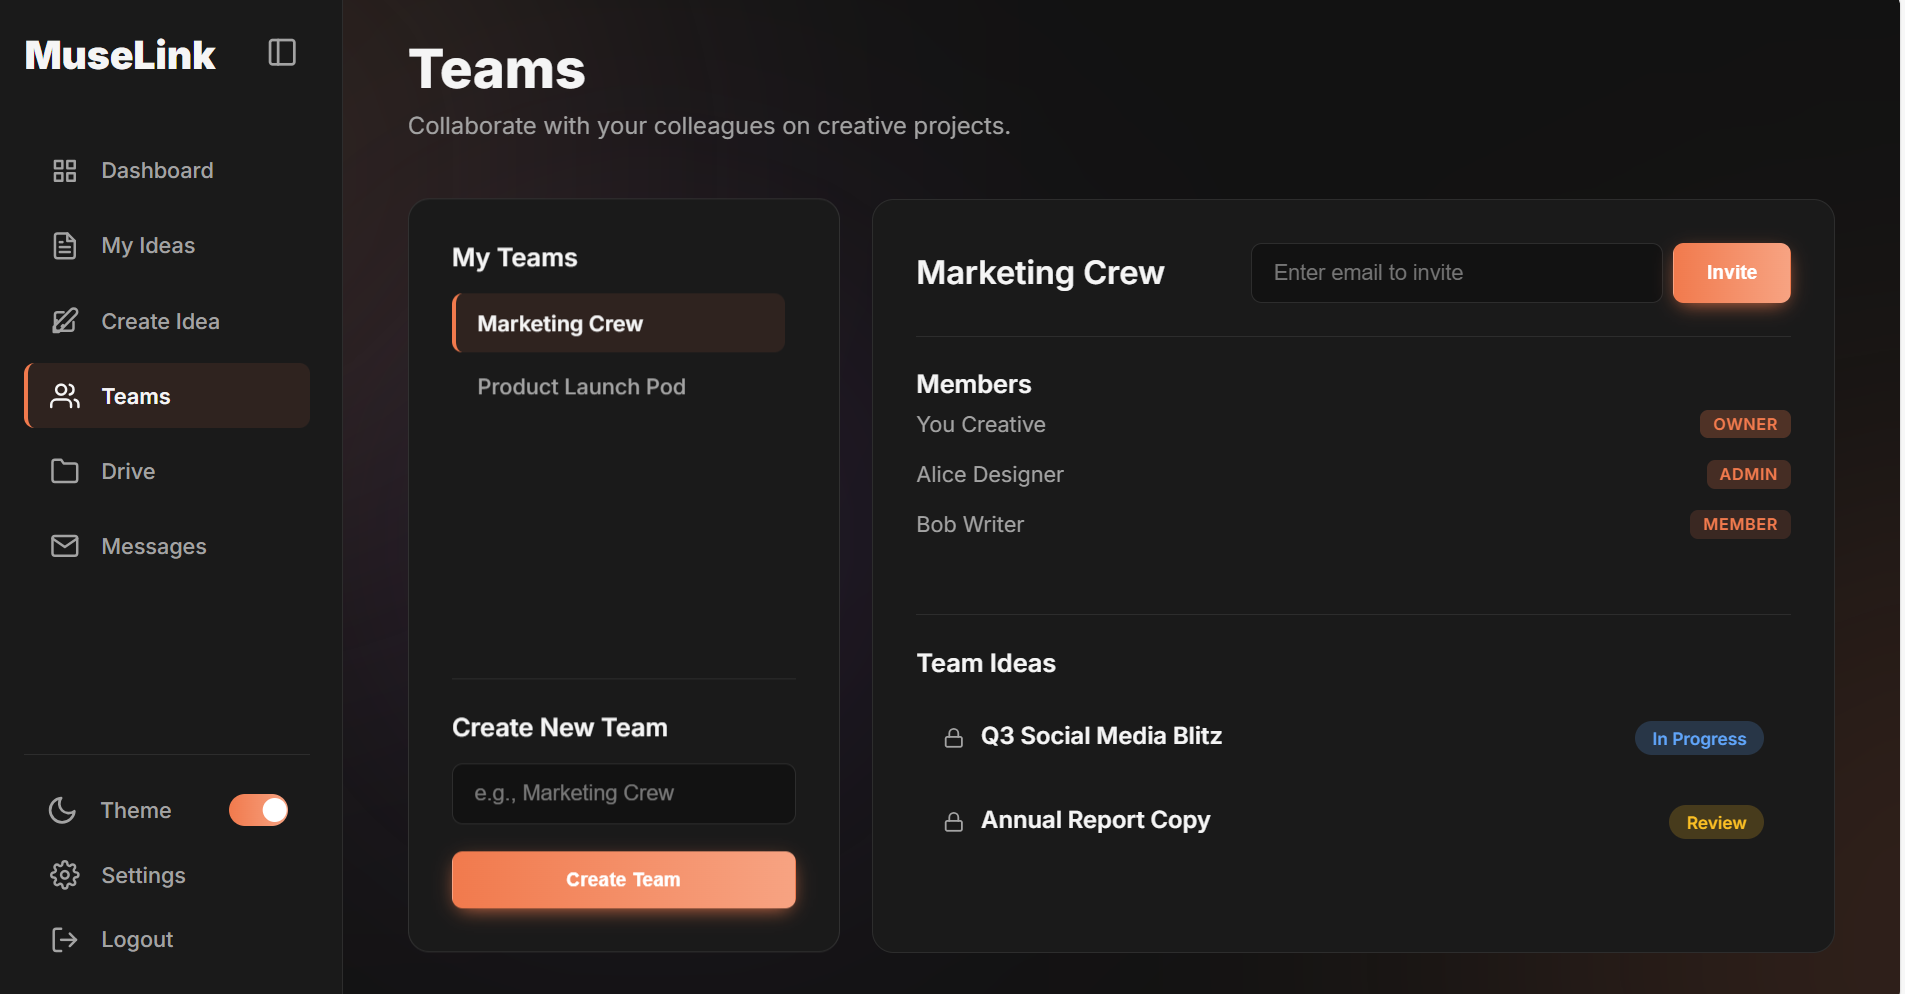 MuseLink
Dashboard
My Ideas
Create Idea
Teams
Drive
Messages
Theme
Settings
Logout
Teams
Collaborate with your colleagues on creative projects.
My Teams
Marketing Crew
Product Launch Pod
Create New Team
e.g., Marketing Crew
Create Team
Marketing Crew
Enter email to invite
Invite
Members
You Creative OWNER
Alice Designer ADMIN
Bob Writer MEMBER
Team Ideas
Q3 Social Media Blitz In Progress
Annual Report Copy Review